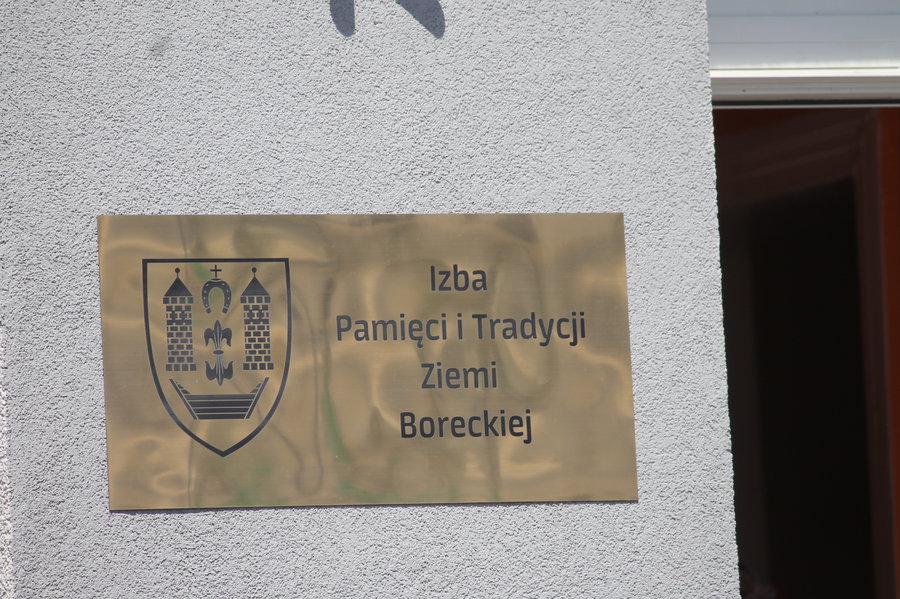 Izba
Pamięci i Tradycji
Ziemi
Boreckiej